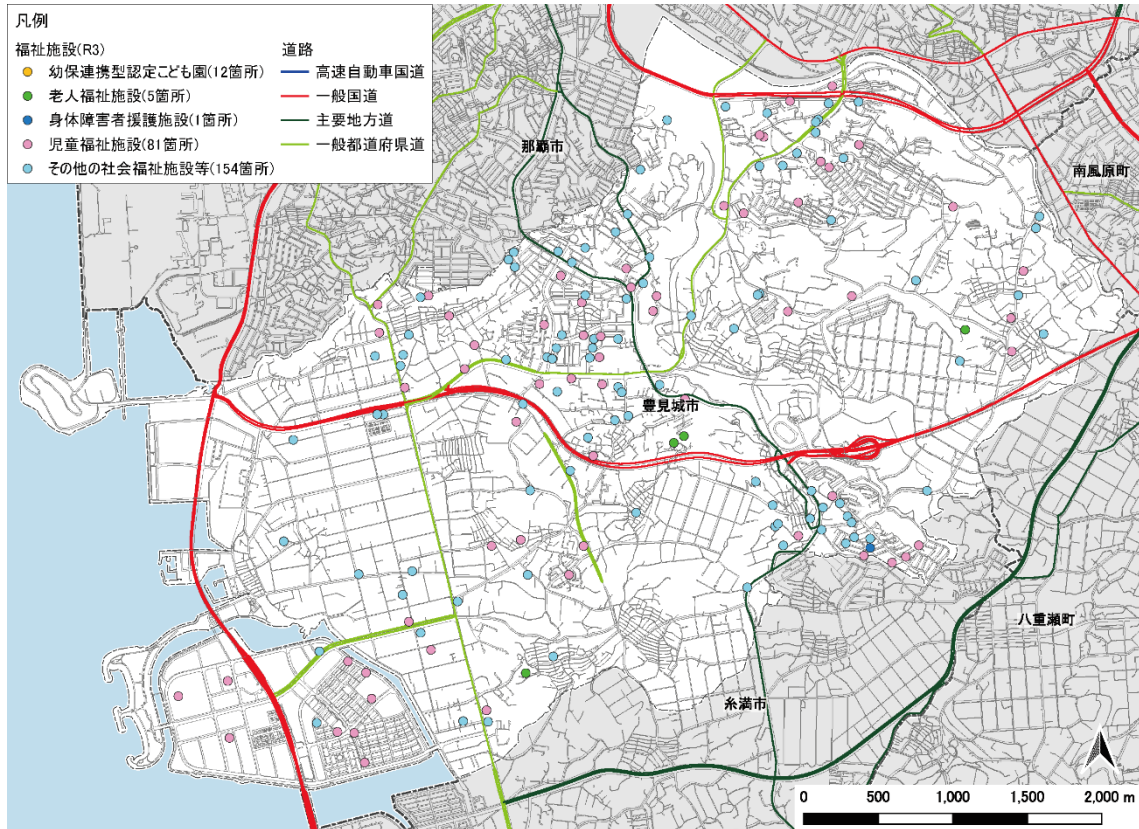 凡例
福祉施設(R3)
幼保連携型認定こども園(12箇所)
老人福祉施設(5箇所)
身体障害者援護施設(1箇所)
児童福祉施設(81箇所)
その他の社会福祉施設等(154箇所)
道路
高速自動車国道
一般国道
主要地方道
一般都道府県道
那覇市
南風原町
豊見城市
八重瀬町
糸満市
0 500 1,000 1,500 2,000 m